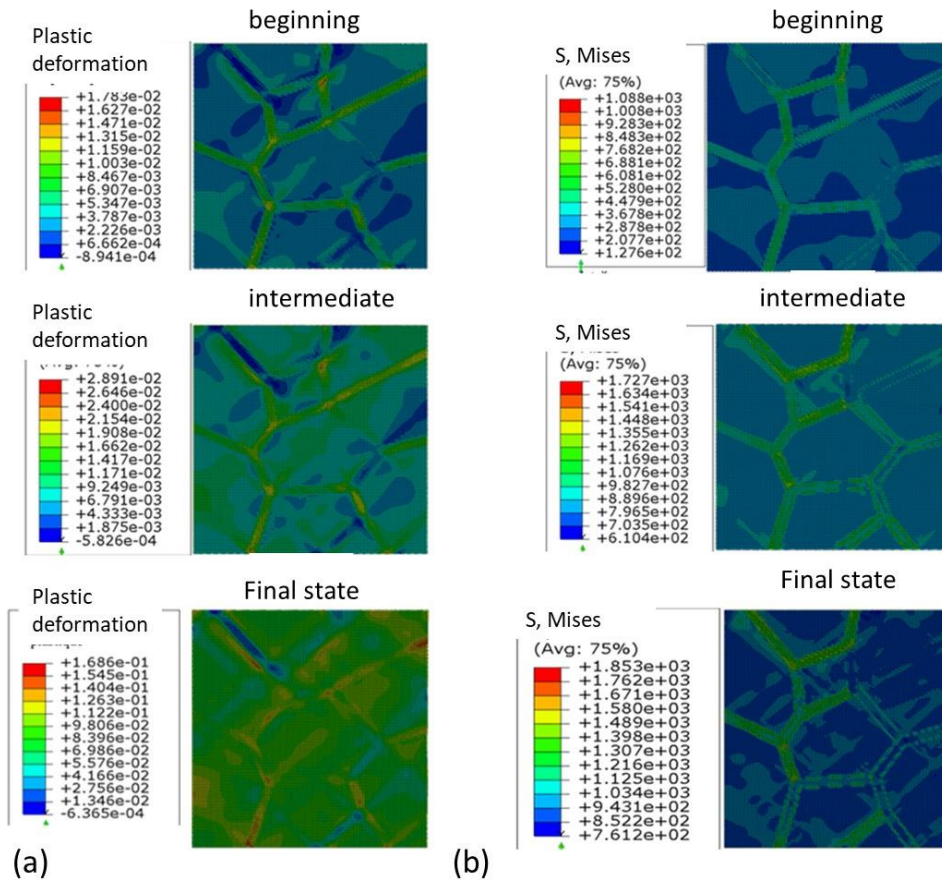 beginning
Plastic
deformation
+1.783e-02
+1.627e-02
+1.471e-02
+1.315e-02
+1.159e-02
+1.003e-02
+8.467e-03
+6.907e-03
+5.347e-03
+3.787e-03
+2.226e-03
+6.662e-04
-8.941e-04
beginning
S, Mises
(Avg: 75%)
+1.088e+03
+1.008e+03
+9.283e+02
+8.483e+02
+7.682e+02
+6.881e+02
+6.081e+02
+5.280e+02
+4.479e+02
+3.678e+02
+2.878e+02
+2.077e+02
+1.276e+02
intermediate
Plastic
deformation
+2.891e-02
+2.646e-02
+2.400e-02
+2.154e-02
+1.908e-02
+1.662e-02
+1.417e-02
+1.171e-02
+9.249e-03
+6.791e-03
+4.333e-03
+1.875e-03
-5.826e-04
intermediate
S, Mises
(Avg: 75%)
+1.727e+03
+1.634e+03
+1.541e+03
+1.448e+03
+1.355e+03
+1.262e+03
+1.169e+03
+1.076e+03
+9.827e+02
+8.896e+02
+7.965e+02
+7.035e+02
+6.104e+02
Final state
Plastic
deformation
+1.686e-01
+1.545e-01
+1.404e-01
+1.263e-01
+1.122e-01
+9.806e-02
+8.396e-02
+6.986e-02
+5.576e-02
+4.166e-02
+2.756e-02
+1.346e-02
-6.365e-04
Final state
S, Mises
(Avg: 75%)
+1.853e+03
+1.762e+03
+1.671e+03
+1.580e+03
+1.489e+03
+1.398e+03
+1.307e+03
+1.216e+03
+1.125e+03
+1.034e+03
+9.431e+02
+8.522e+02
+7.612e+02
(a)
(b)